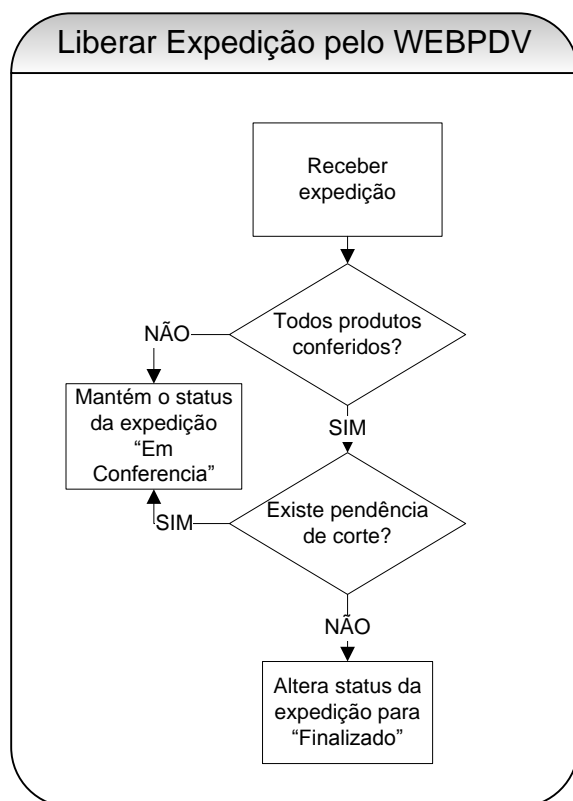 Liberar Expedição pelo WEBPDV
Receber
expedição
Todos produtos
conferidos?
NÃO
Mantém o status
da expedição
“Em
Conferencia”
SIM
Existe pendência
de corte?
SIM
NÃO
Altera status da
expedição para
“Finalizado”